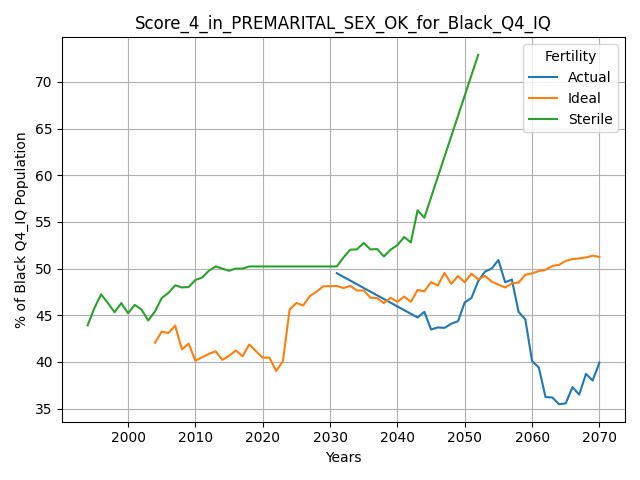 Score_4_in_PREMARITAL_SEX_OK_for_Black_Q4_IQ
Fertility
Actual
Ideal
Sterile
% of Black Q4_IQ Population
70
65
60
55
50
45
40
35
2000
2010
2020
2030
2040
2050
2060
2070
Years